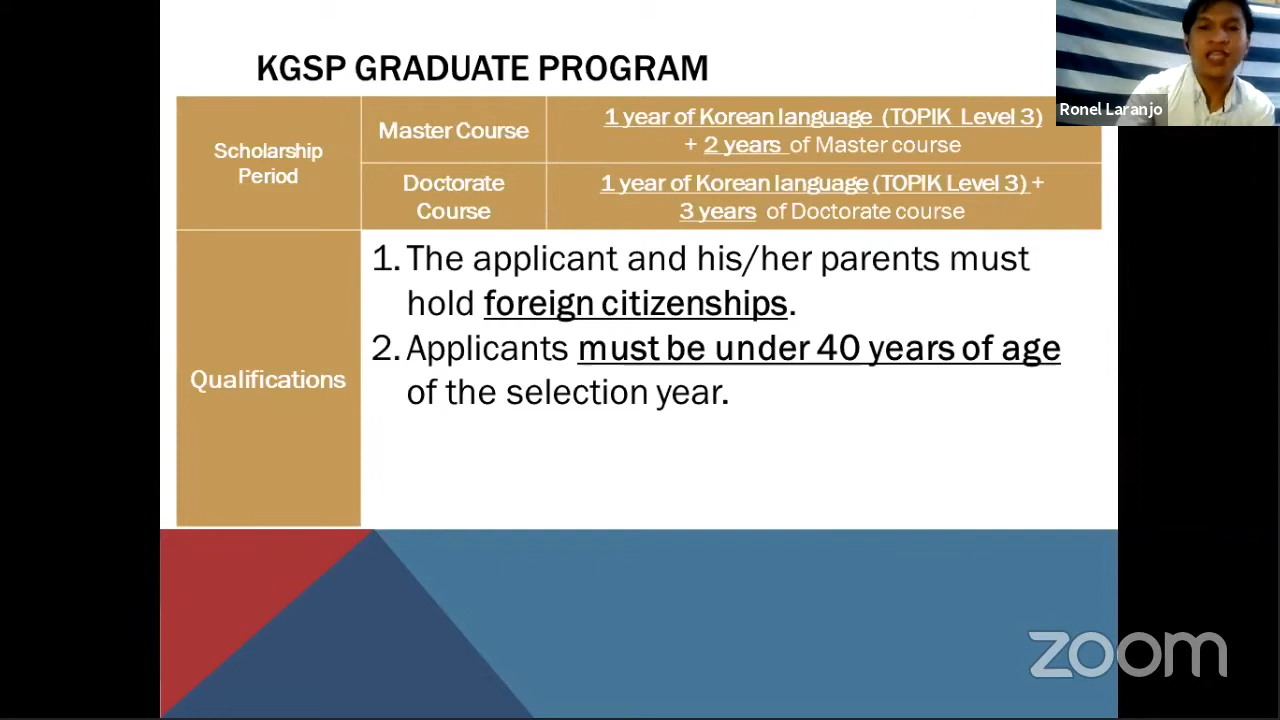 KGSP GRADUATE PROGRAM
Ronel Laranjo
Scholarship
Period
Master Course
1 year of Korean language (TOPIK Level 3)
+ 2 years of Master course
Doctorate
Course
1 year of Korean language (TOPIK Level 3) +
3 years of Doctorate course
Qualifications
1. The applicant and his/her parents must
hold foreign citizenships.
2. Applicants must be under 40 years of age
of the selection year.
zoom